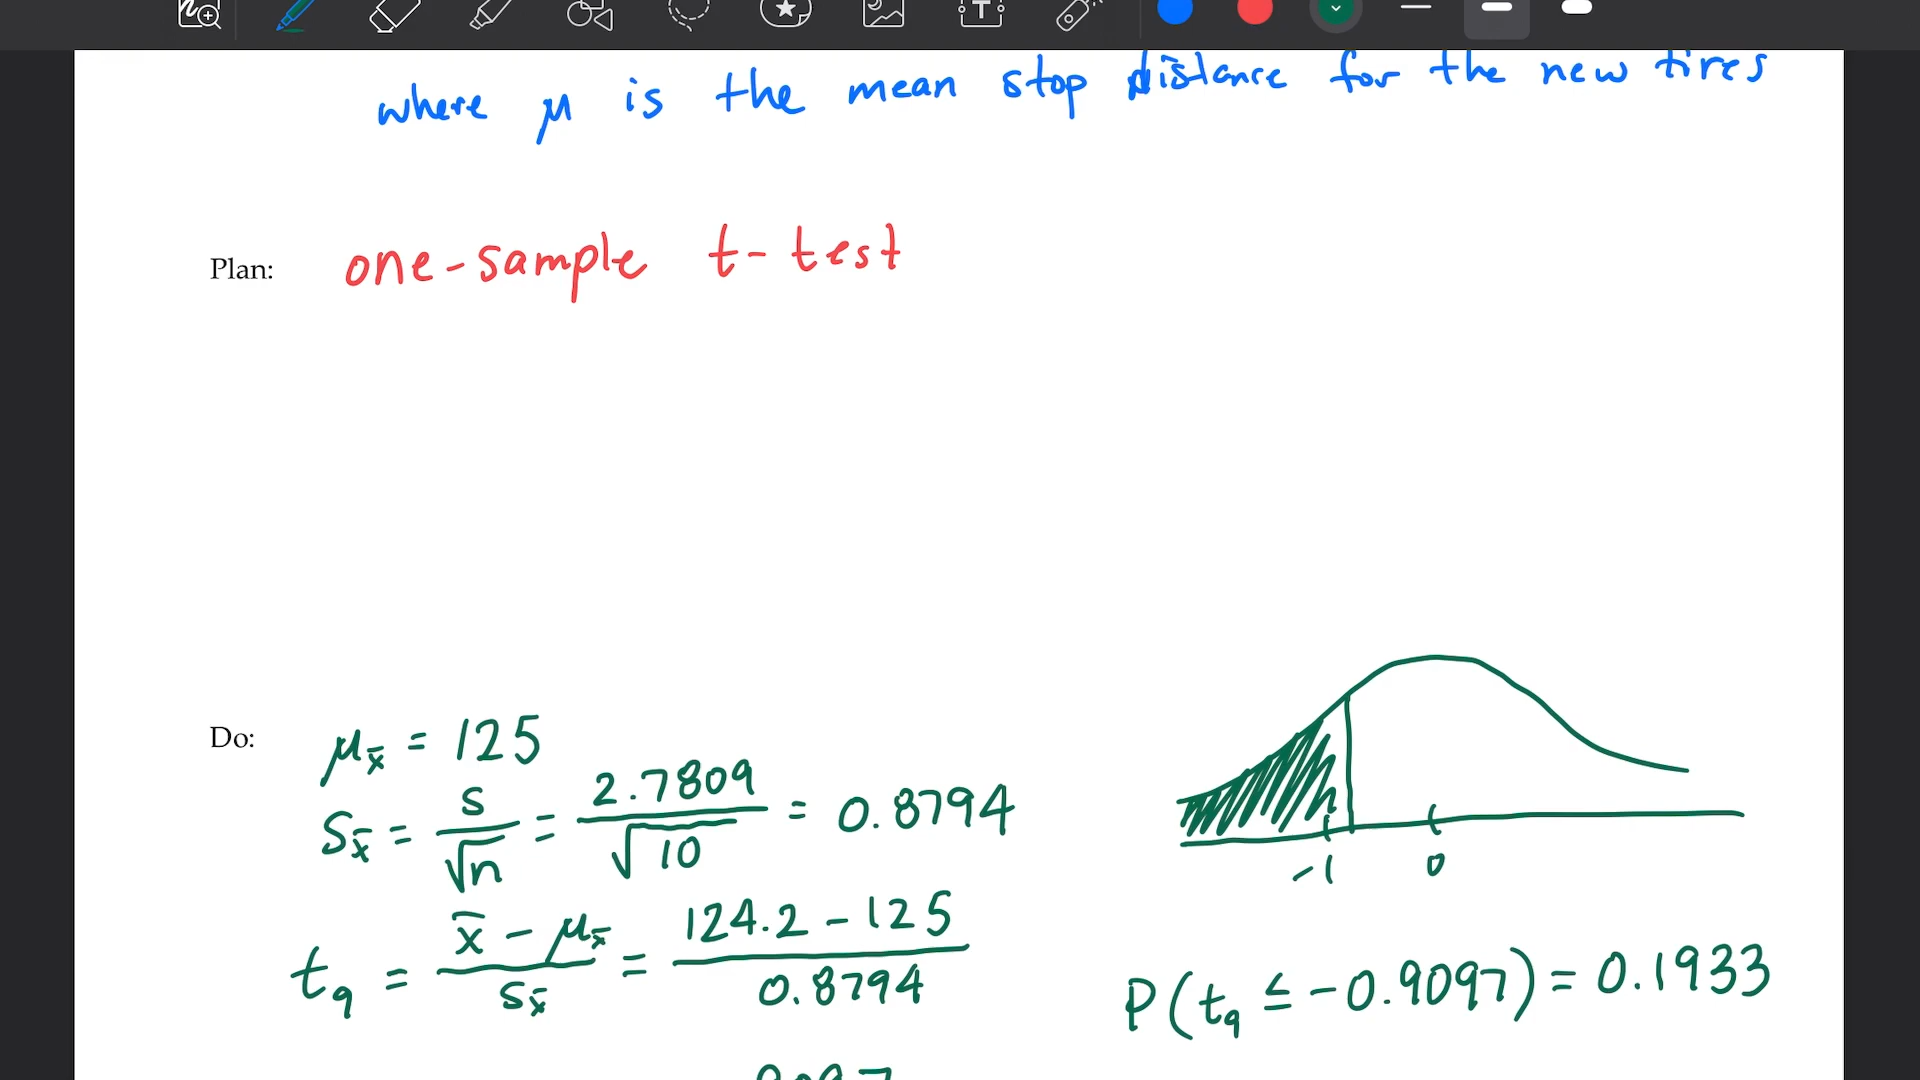 where μ is the mean stop distance for the new tires
Plan: one-sample t-test
Do: μx̄ = 125
Sx̄ = s/√n = 2.7809/√10 = 0.8794
t9 = (x̄ - μx̄)/sx̄ = (124.2 - 125)/0.8794
-1 0
P(t9 ≤ -0.9097) = 0.1933